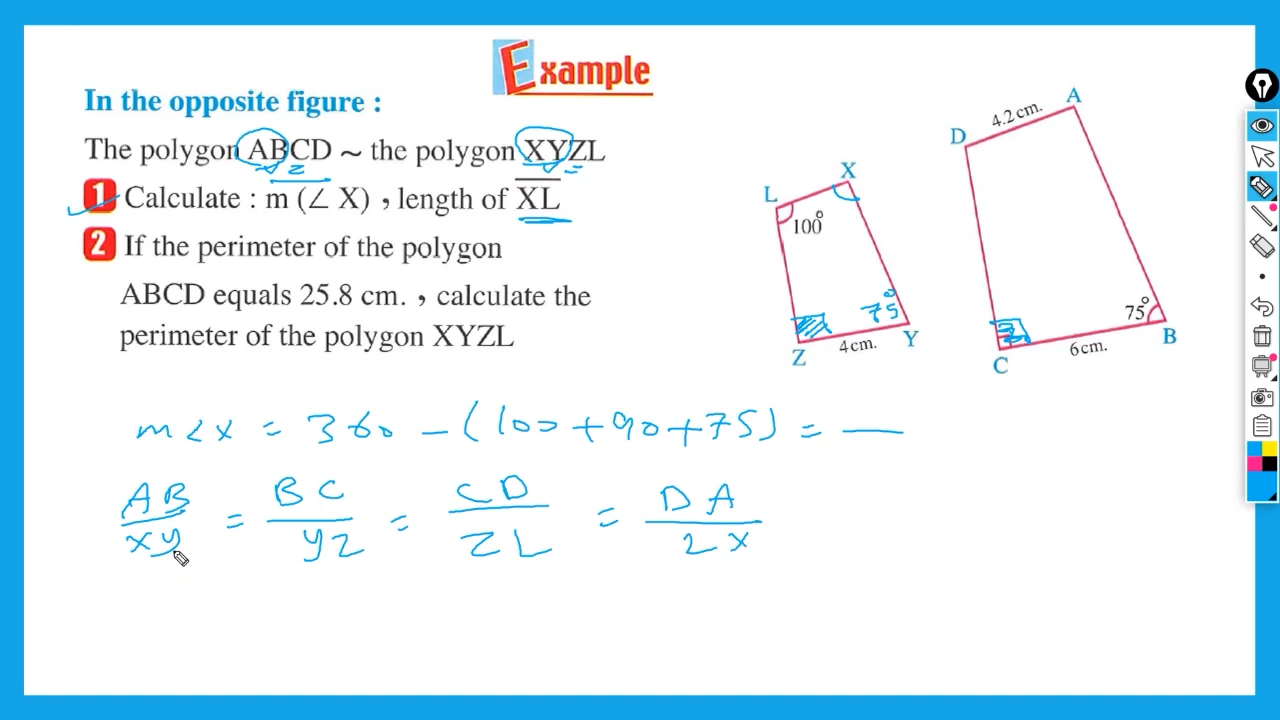 Example
In the opposite figure :
The polygon ABCD ~ the polygon XYZL
1 Calculate : m (∠ X) , length of XL
2 If the perimeter of the polygon
ABCD equals 25.8 cm. , calculate the
perimeter of the polygon XYZL
A
4.2 cm.
D
X
L
100°
75°
75°
Z
4 cm.
Y
C
6 cm.
B
m < x = 360 - (100 + 90 + 75) = —
AB/xy = BC/yz = CD/ZL = DA/2x